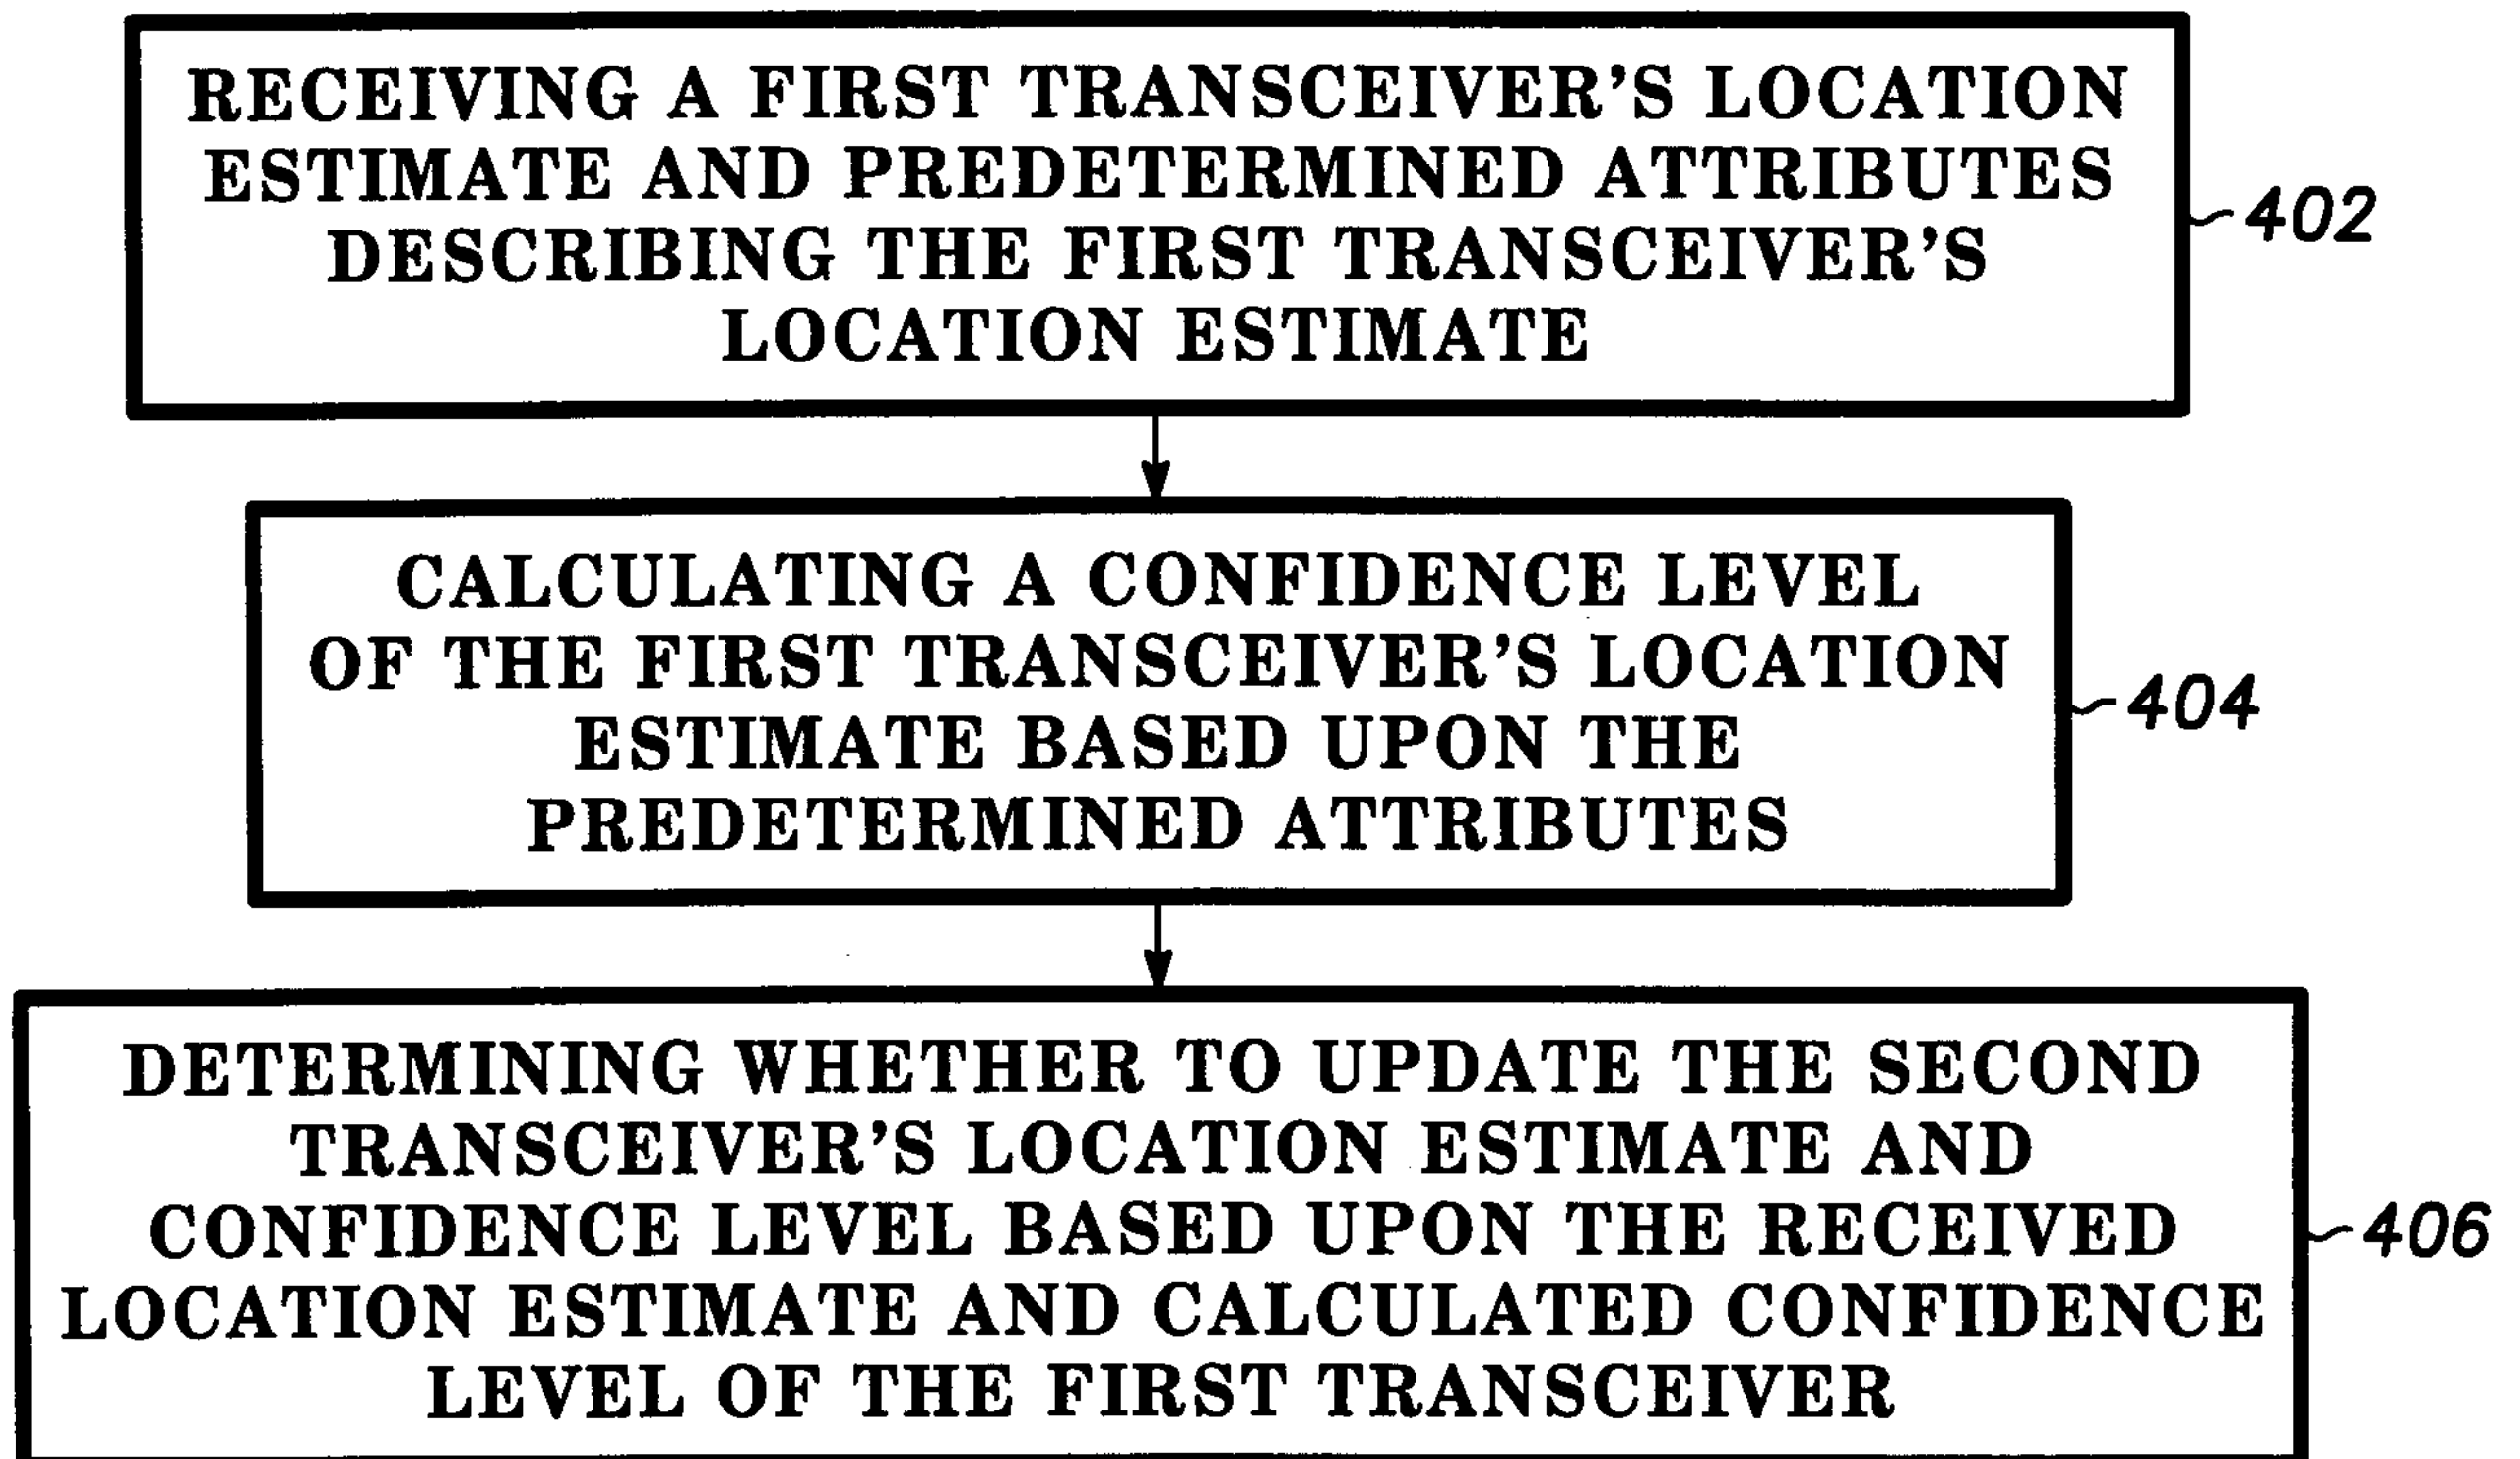 RECEIVING A FIRST TRANSCEIVER'S LOCATION
ESTIMATE AND PREDETERMINED ATTRIBUTES
DESCRIBING THE FIRST TRANSCEIVER'S
LOCATION ESTIMATE
402
CALCULATING A CONFIDENCE LEVEL
OF THE FIRST TRANSCEIVER'S LOCATION
ESTIMATE BASED UPON THE
PREDETERMINED ATTRIBUTES
404
DETERMINING WHETHER TO UPDATE THE SECOND
TRANSCEIVER'S LOCATION ESTIMATE AND
CONFIDENCE LEVEL BASED UPON THE RECEIVED
LOCATION ESTIMATE AND CALCULATED CONFIDENCE
LEVEL OF THE FIRST TRANSCEIVER
406